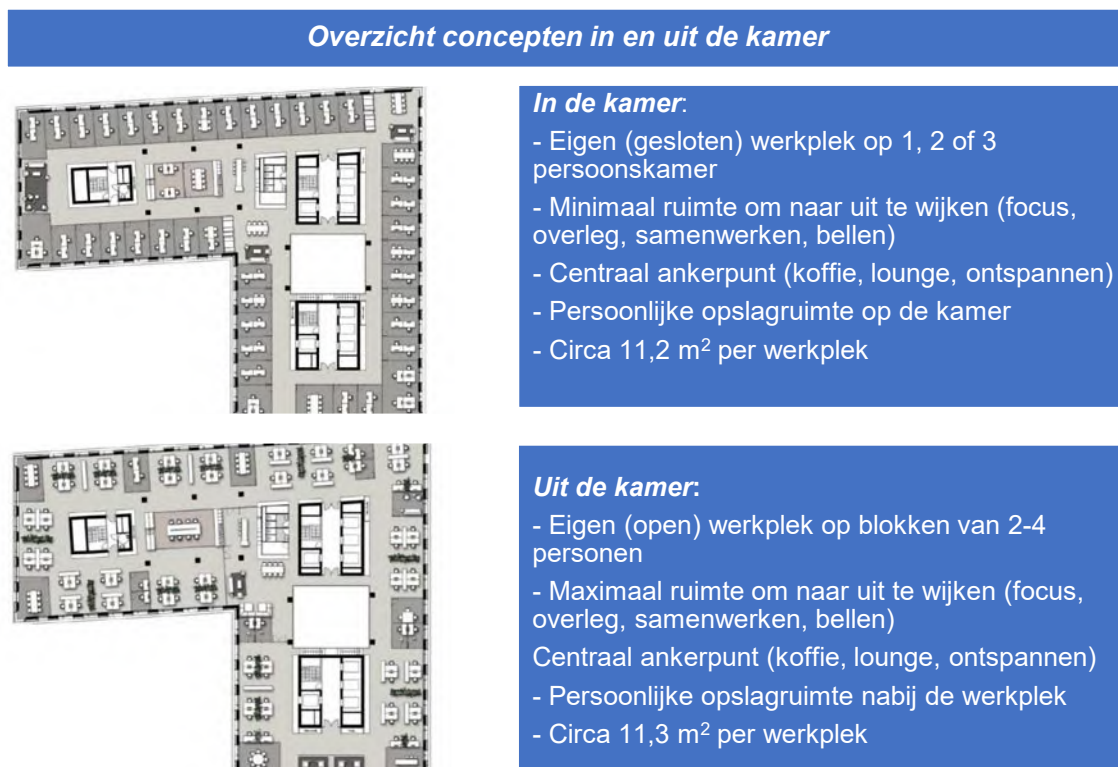 Overzicht concepten in en uit de kamer
In de kamer:
- Eigen (gesloten) werkplek op 1, 2 of 3
persoonskamer
- Minimaal ruimte om naar uit te wijken (focus,
overleg, samenwerken, bellen)
- Centraal ankerpunt (koffie, lounge, ontspannen)
- Persoonlijke opslagruimte op de kamer
- Circa 11,2 m² per werkplek
Uit de kamer:
- Eigen (open) werkplek op blokken van 2-4
personen
- Maximaal ruimte om naar uit te wijken (focus,
overleg, samenwerken, bellen)
Centraal ankerpunt (koffie, lounge, ontspannen)
- Persoonlijke opslagruimte nabij de werkplek
- Circa 11,3 m² per werkplek